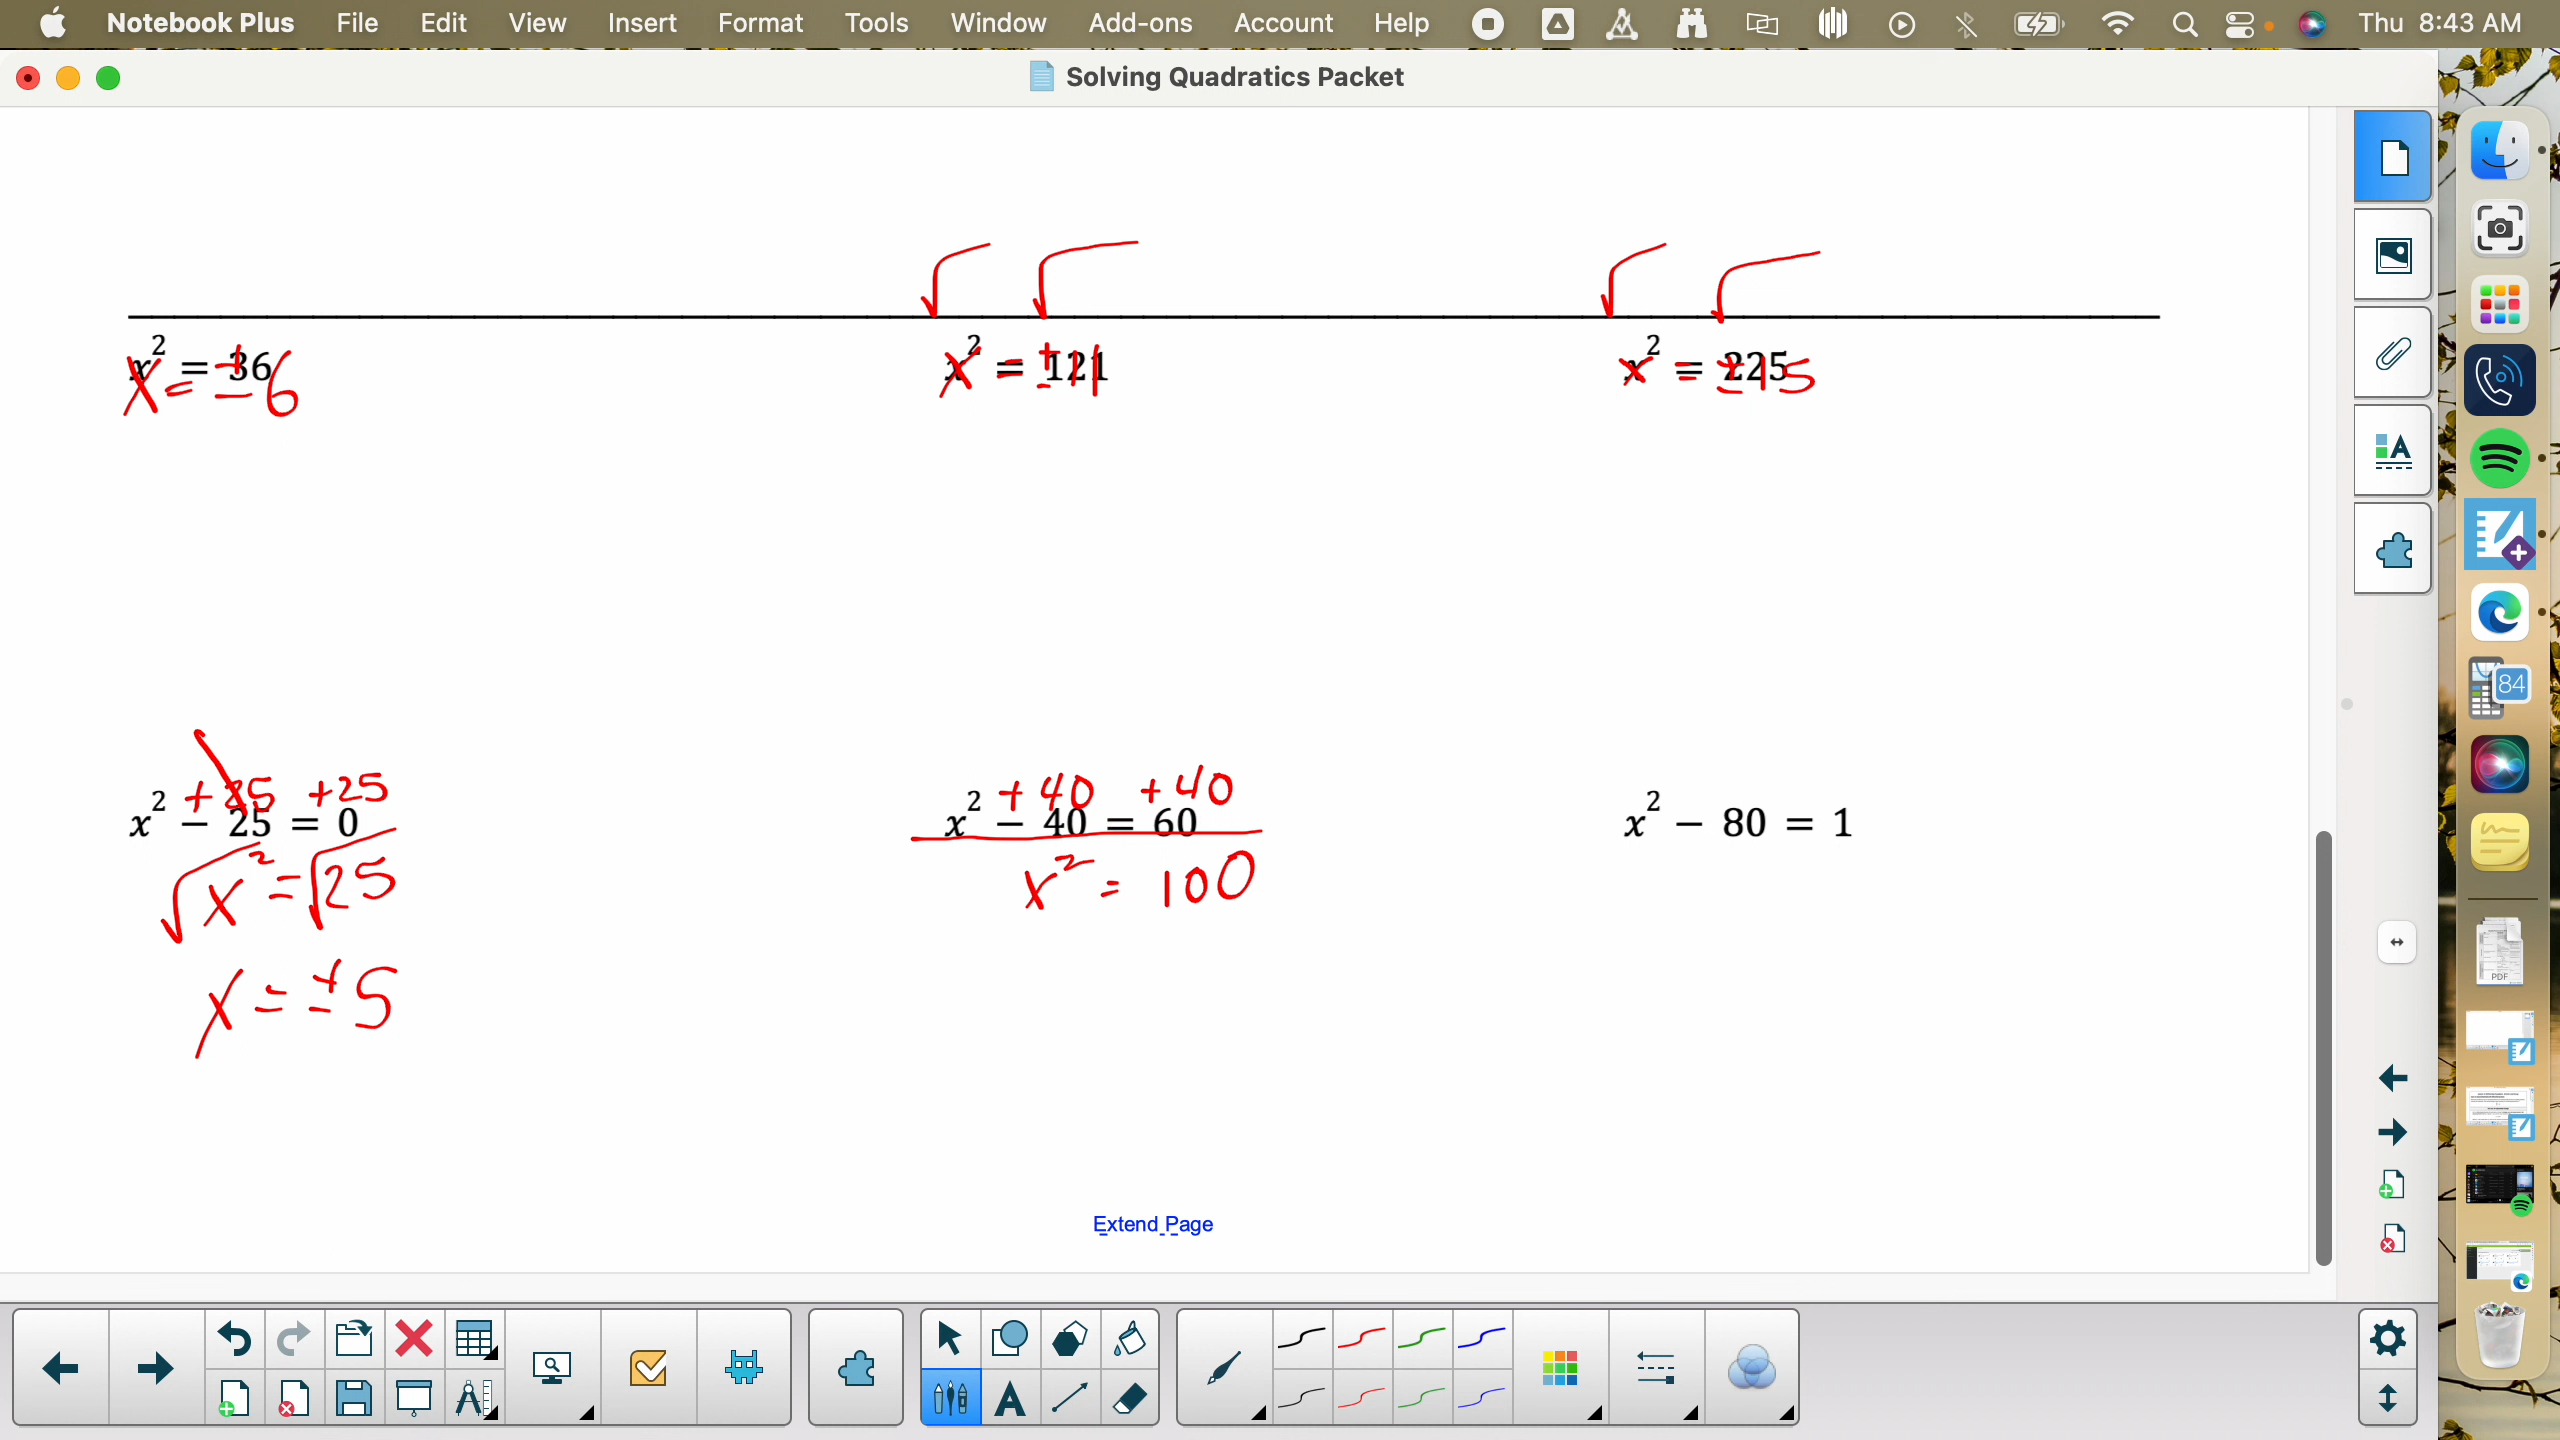 Notebook Plus File Edit View Insert Format Tools Window Add-ons Account Help Thu 8:43 AM
Solving Quadratics Packet
x² = 36 x² = 121 x² = 225
x = ± 6 x = ± 11 x = ± 15
+ 25 +25 + 40 + 40
x² − 25 = 0 x² − 40 = 60 x² − 80 = 1
√x² = √25 x² = 100
x = ± 5
Extend Page
84
PDF